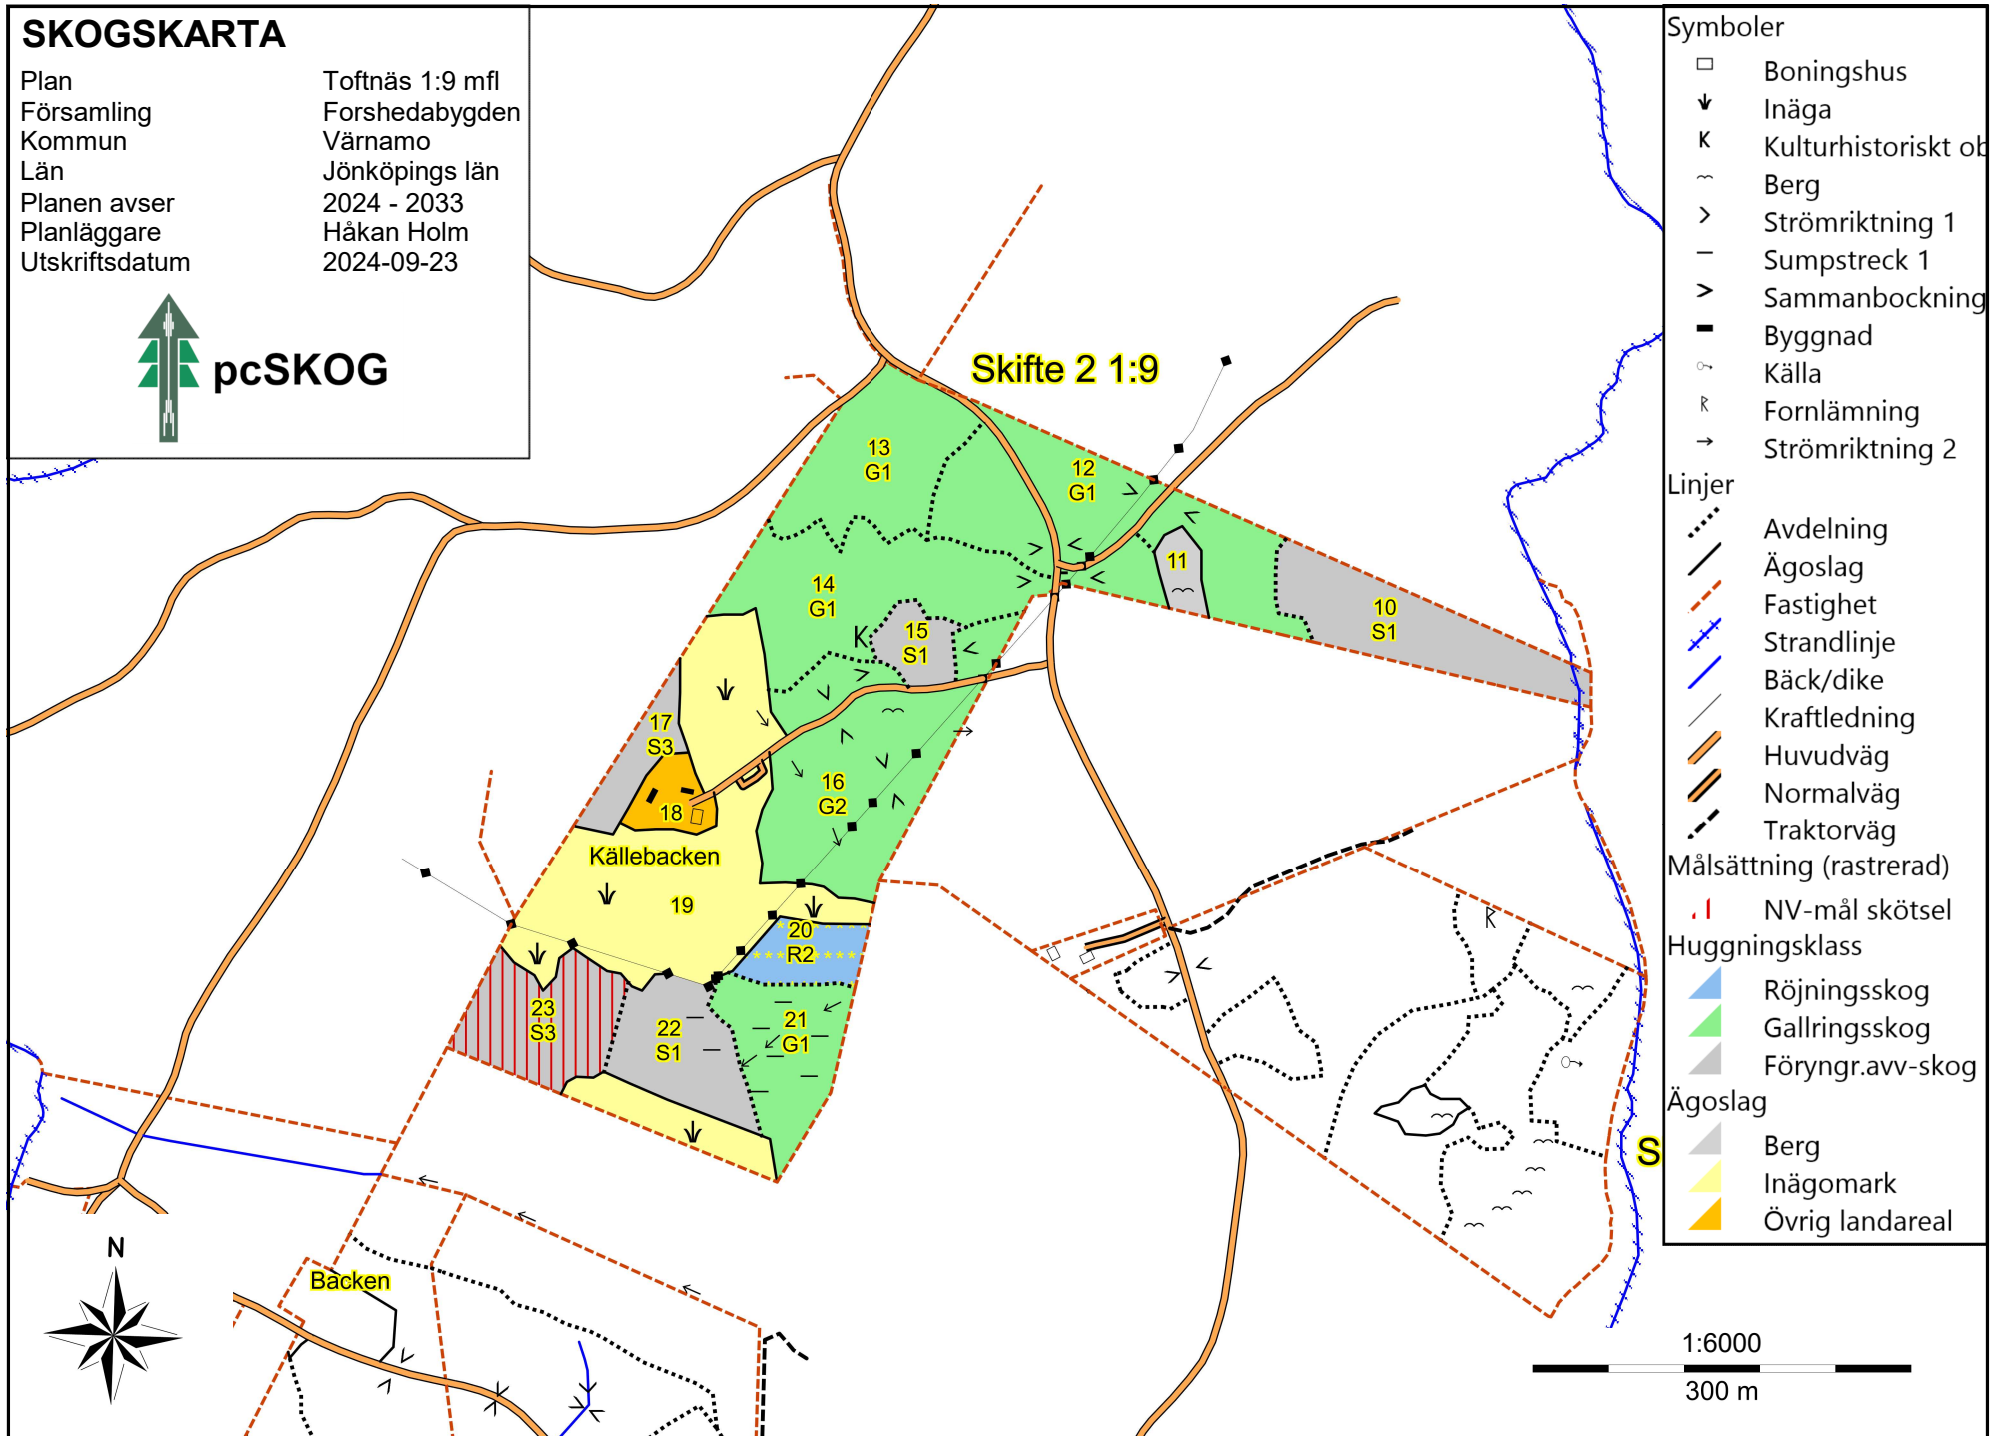 SKOGSKARTA
Plan Toftnäs 1:9 mfl
Församling Forshedabygden
Kommun Värnamo
Län Jönköpings län
Planen avser 2024 - 2033
Planläggare Håkan Holm
Utskriftsdatum 2024-09-23
pcSKOG
Skifte 2 1:9
13
G1
12
G1
11
14
G1
10
S1
15
S1
K
17
S3
16
G2
18
Källebacken
19
20
R2
23
S3
22
S1
21
G1
Backen
N
S
Symboler
Boningshus
Inäga
K Kulturhistoriskt ob
Berg
Strömriktning 1
Sumpstreck 1
Sammanbockning
Byggnad
Källa
Fornlämning
Strömriktning 2
Linjer
Avdelning
Ägoslag
Fastighet
Strandlinje
Bäck/dike
Kraftledning
Huvudväg
Normalväg
Traktorväg
Målsättning (rastrerad)
NV-mål skötsel
Huggningsklass
Röjningsskog
Gallringsskog
Föryngr.avv-skog
Ägoslag
Berg
Inägomark
Övrig landareal
1:6000
300 m